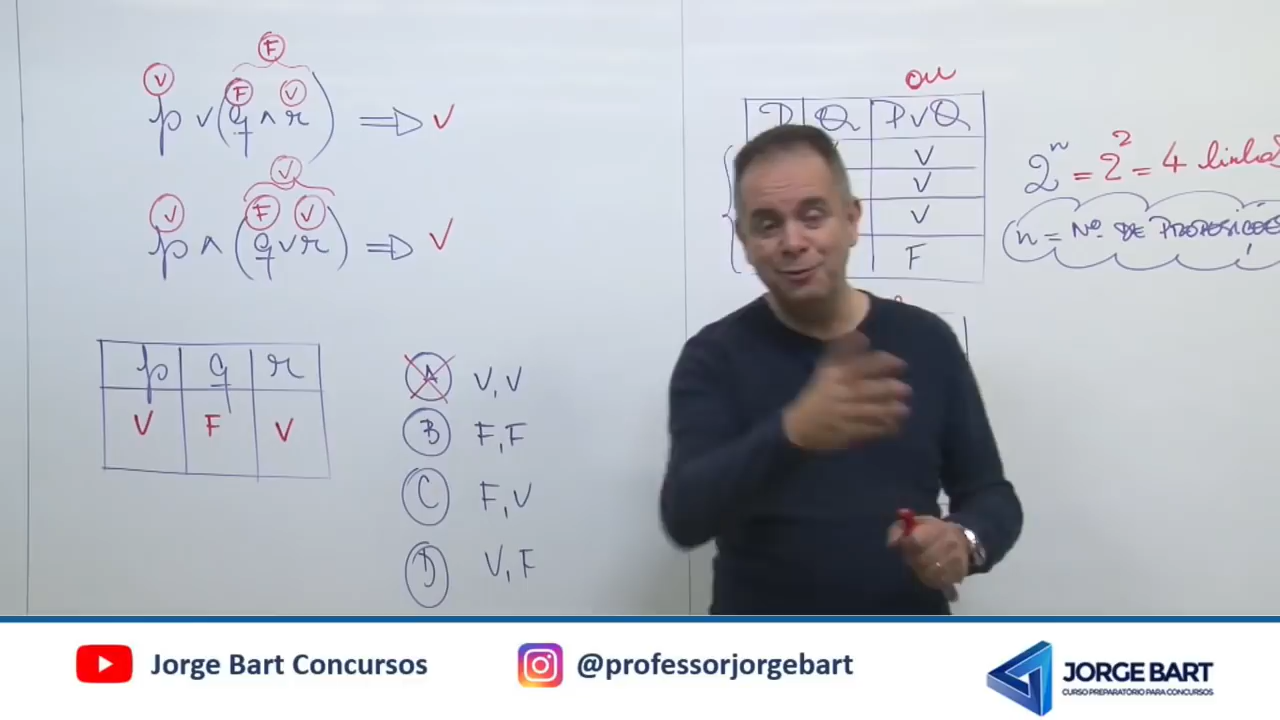 F
V F V
p ∨ (q ∧ r) ⟹ V
V
V F V
p ∧ (q ∨ r) ⟹ V
p q r
V F V
A V, V
B F, F
C F, V
D V, F
ou
P Q P∨Q
V
V
V
F
2ⁿ = 2² = 4 linhas
n = Nº DE PROPOSIÇÕES
Jorge Bart Concursos
@professorjorgebart
JORGE BART
CURSO PREPARATÓRIO PARA CONCURSOS